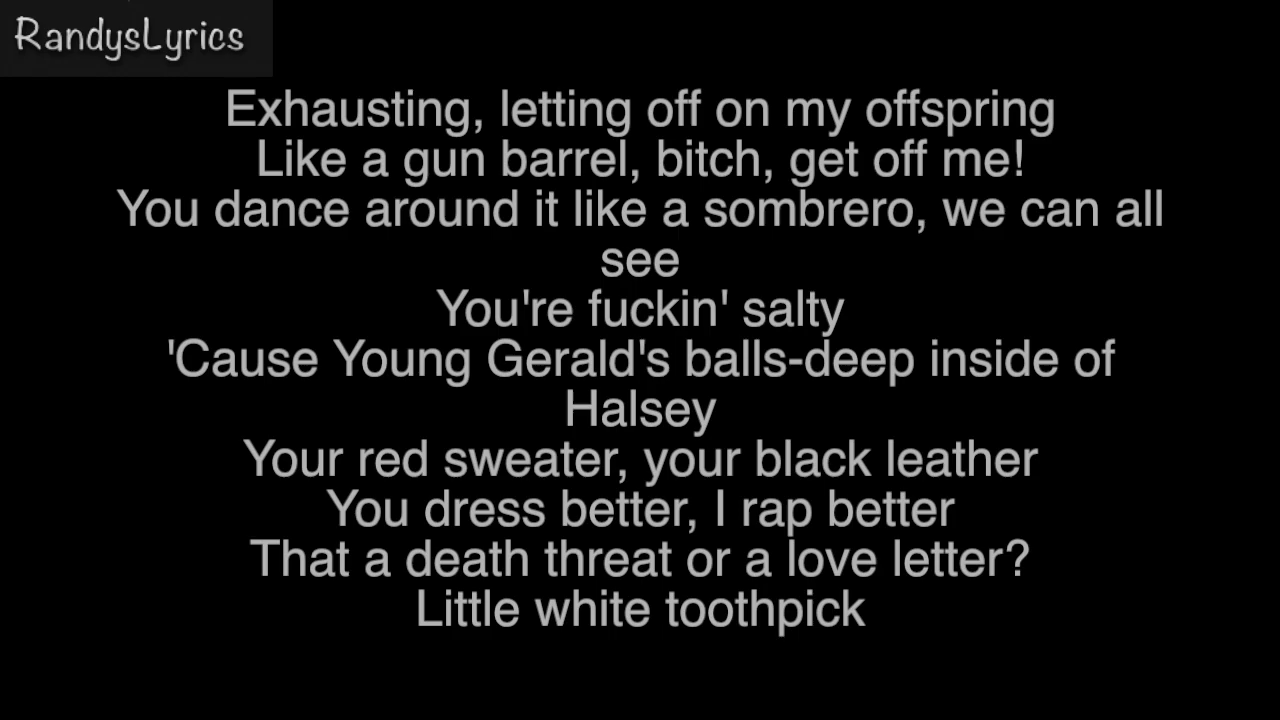 RandysLyrics
Exhausting, letting off on my offspring
Like a gun barrel, bitch, get off me!
You dance around it like a sombrero, we can all
see
You're fuckin' salty
'Cause Young Gerald's balls-deep inside of
Halsey
Your red sweater, your black leather
You dress better, I rap better
That a death threat or a love letter?
Little white toothpick